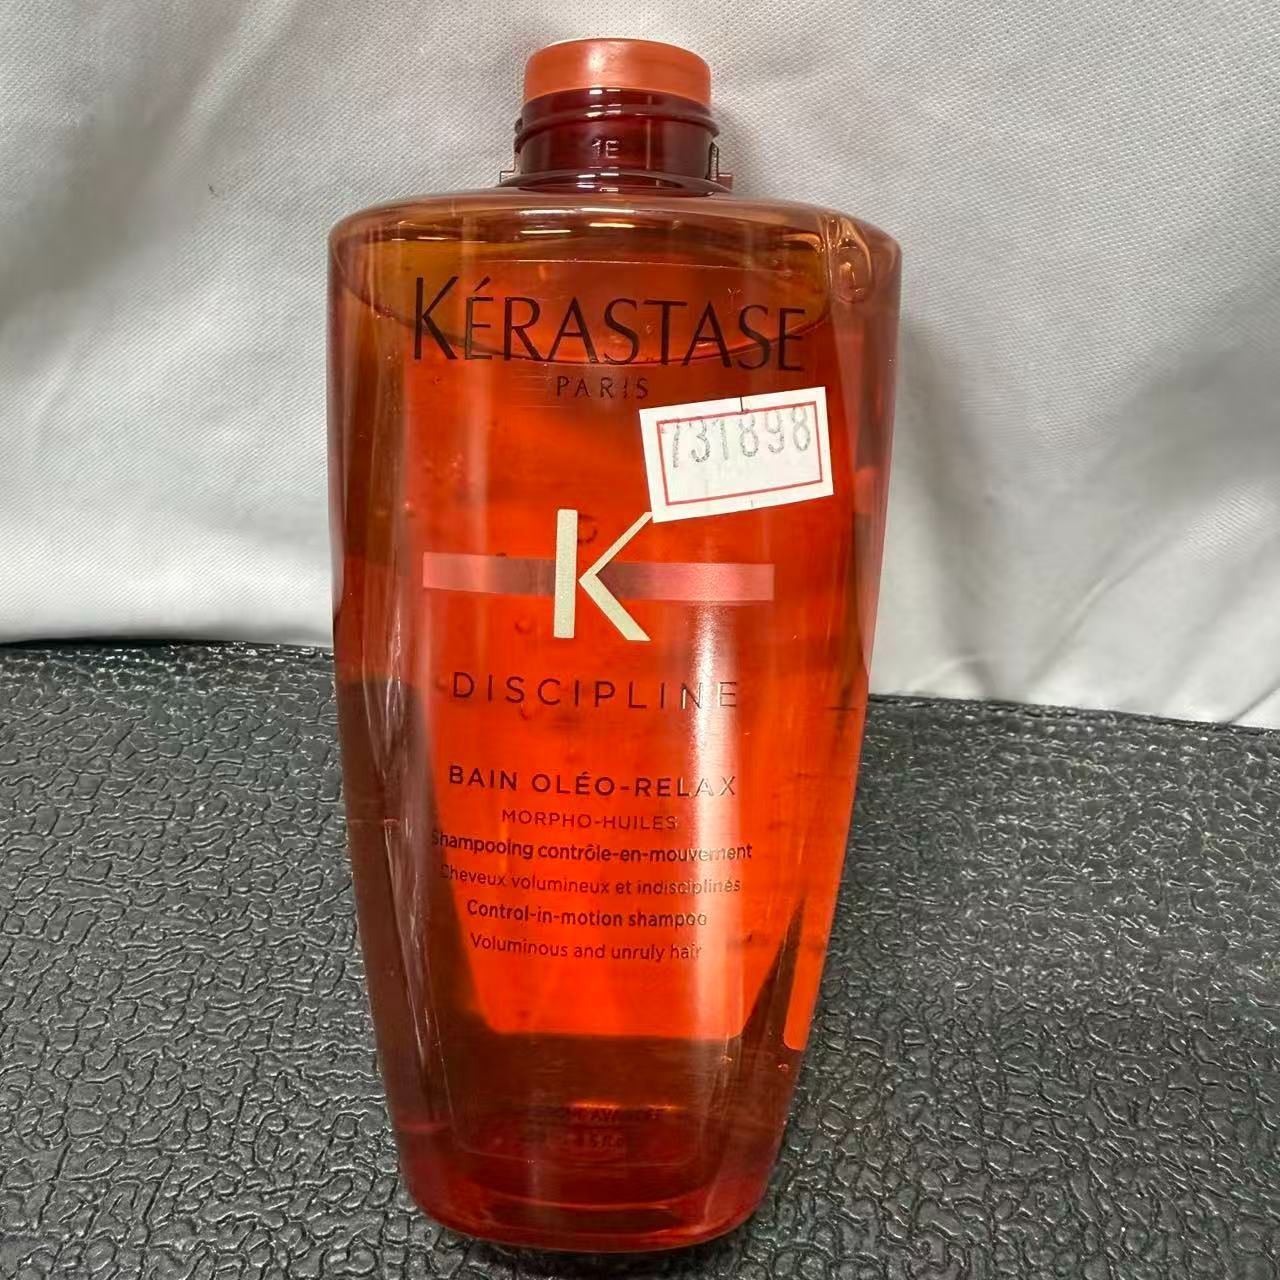 1E
KÉRASTASE
PARIS
731898
K
DISCIPLINE
BAIN OLÉO-RELAX
MORPHO-HUILES
Shampooing contrôle-en-mouvement
Cheveux volumineux et indisciplinés
Control-in-motion shampoo
Voluminous and unruly hair